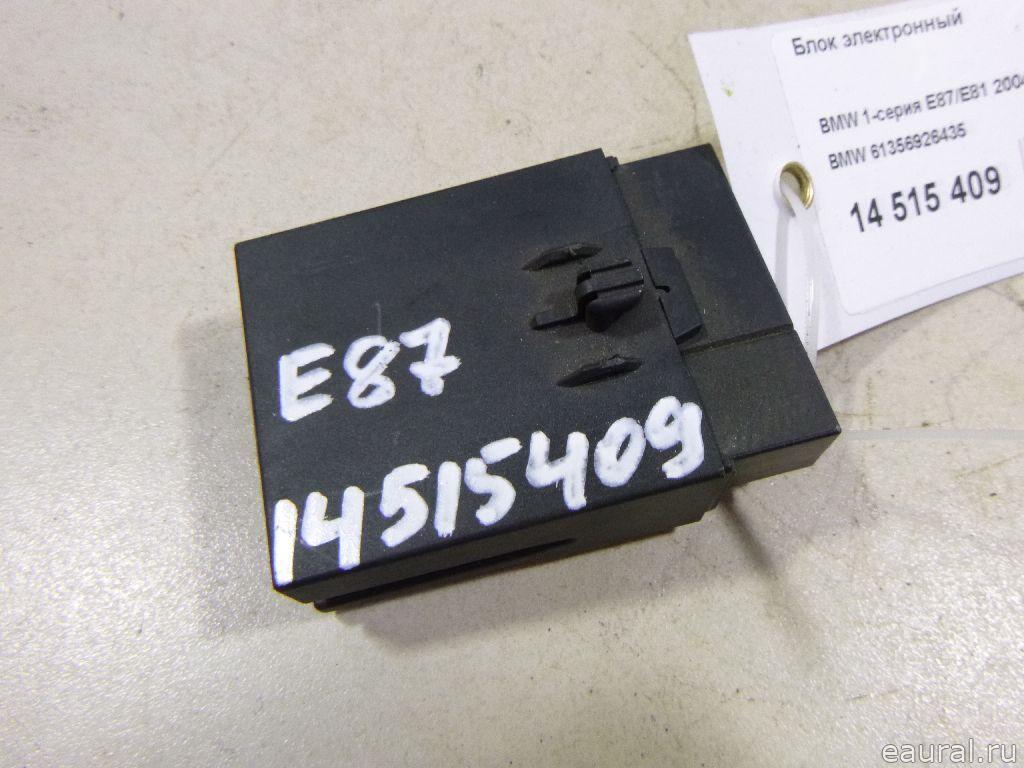 Блок электронный
BMW 1-серия E87/E81 2004
BMW 61356926435
14 515 409
E87
14515409
eaural.ru